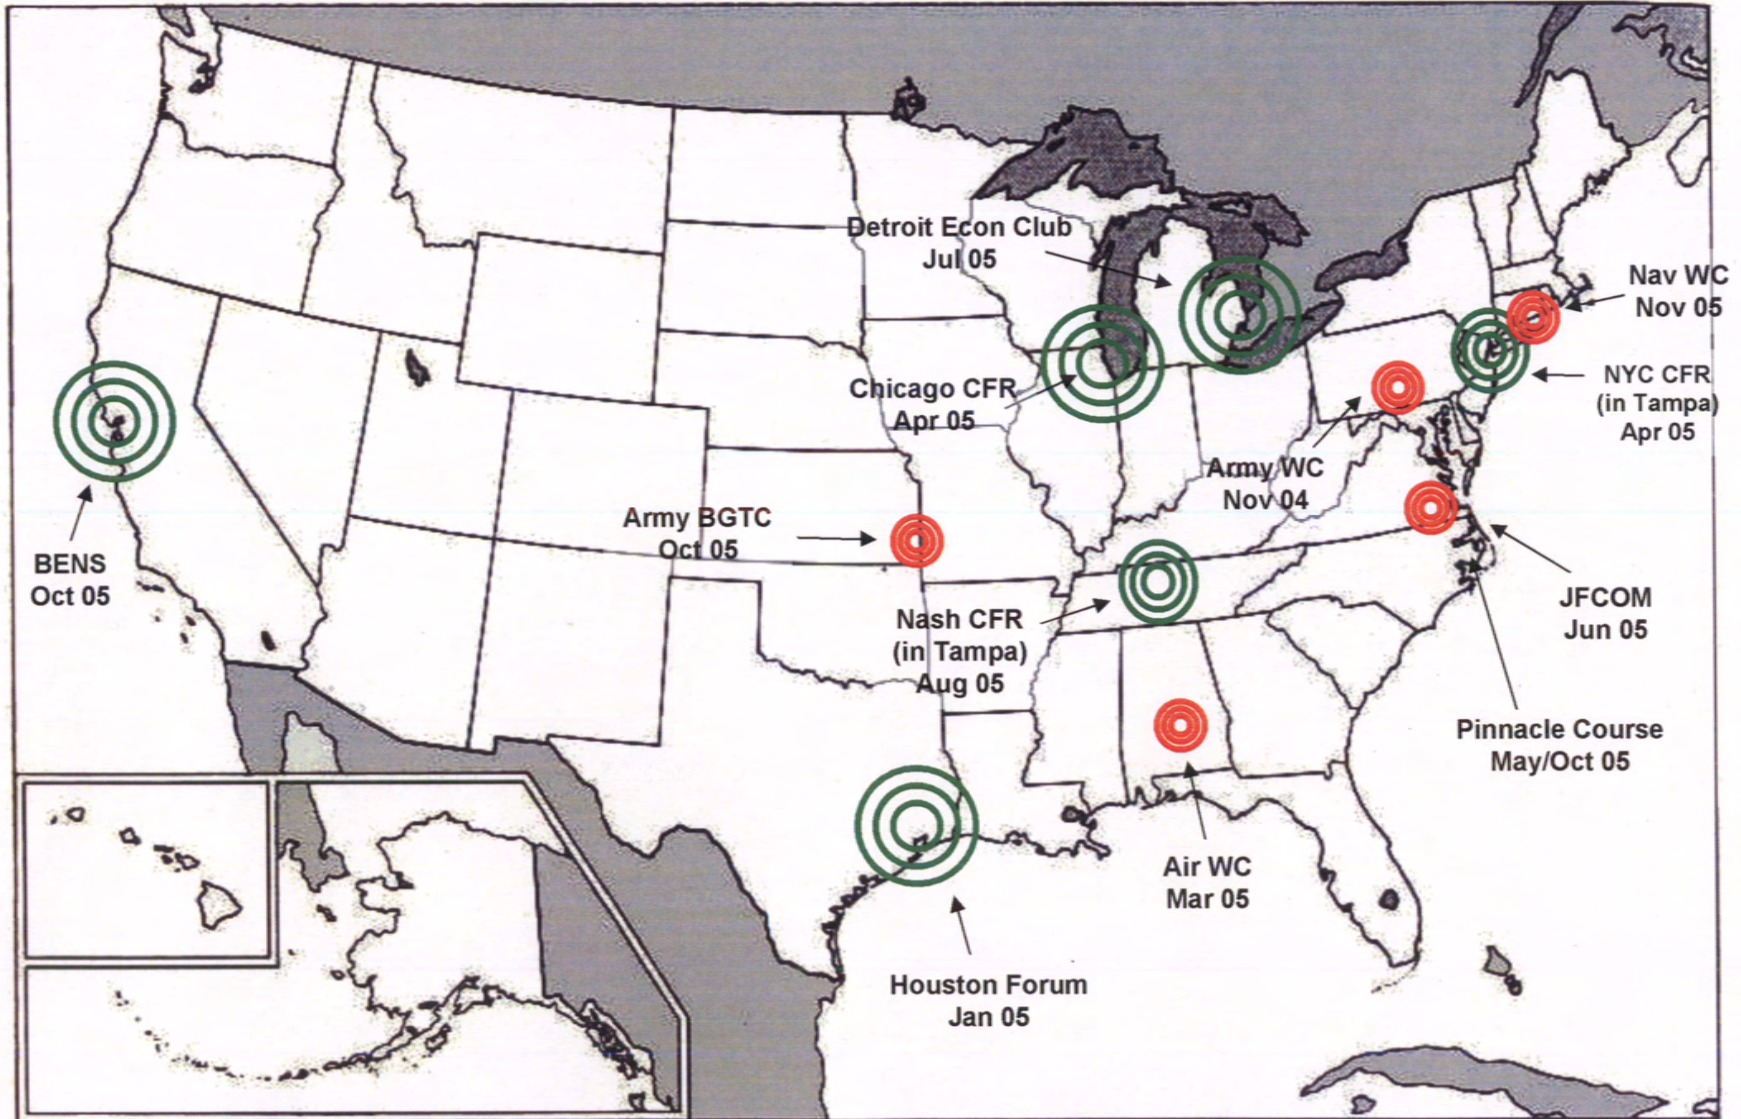 Detroit Econ Club
Jul 05
Nav WC
Nov 05
Chicago CFR
Apr 05
NYC CFR
(in Tampa)
Apr 05
Army WC
Nov 04
Army BGTC
Oct 05
BENS
Oct 05
JFCOM
Jun 05
Nash CFR
(in Tampa)
Aug 05
Pinnacle Course
May/Oct 05
Air WC
Mar 05
Houston Forum
Jan 05